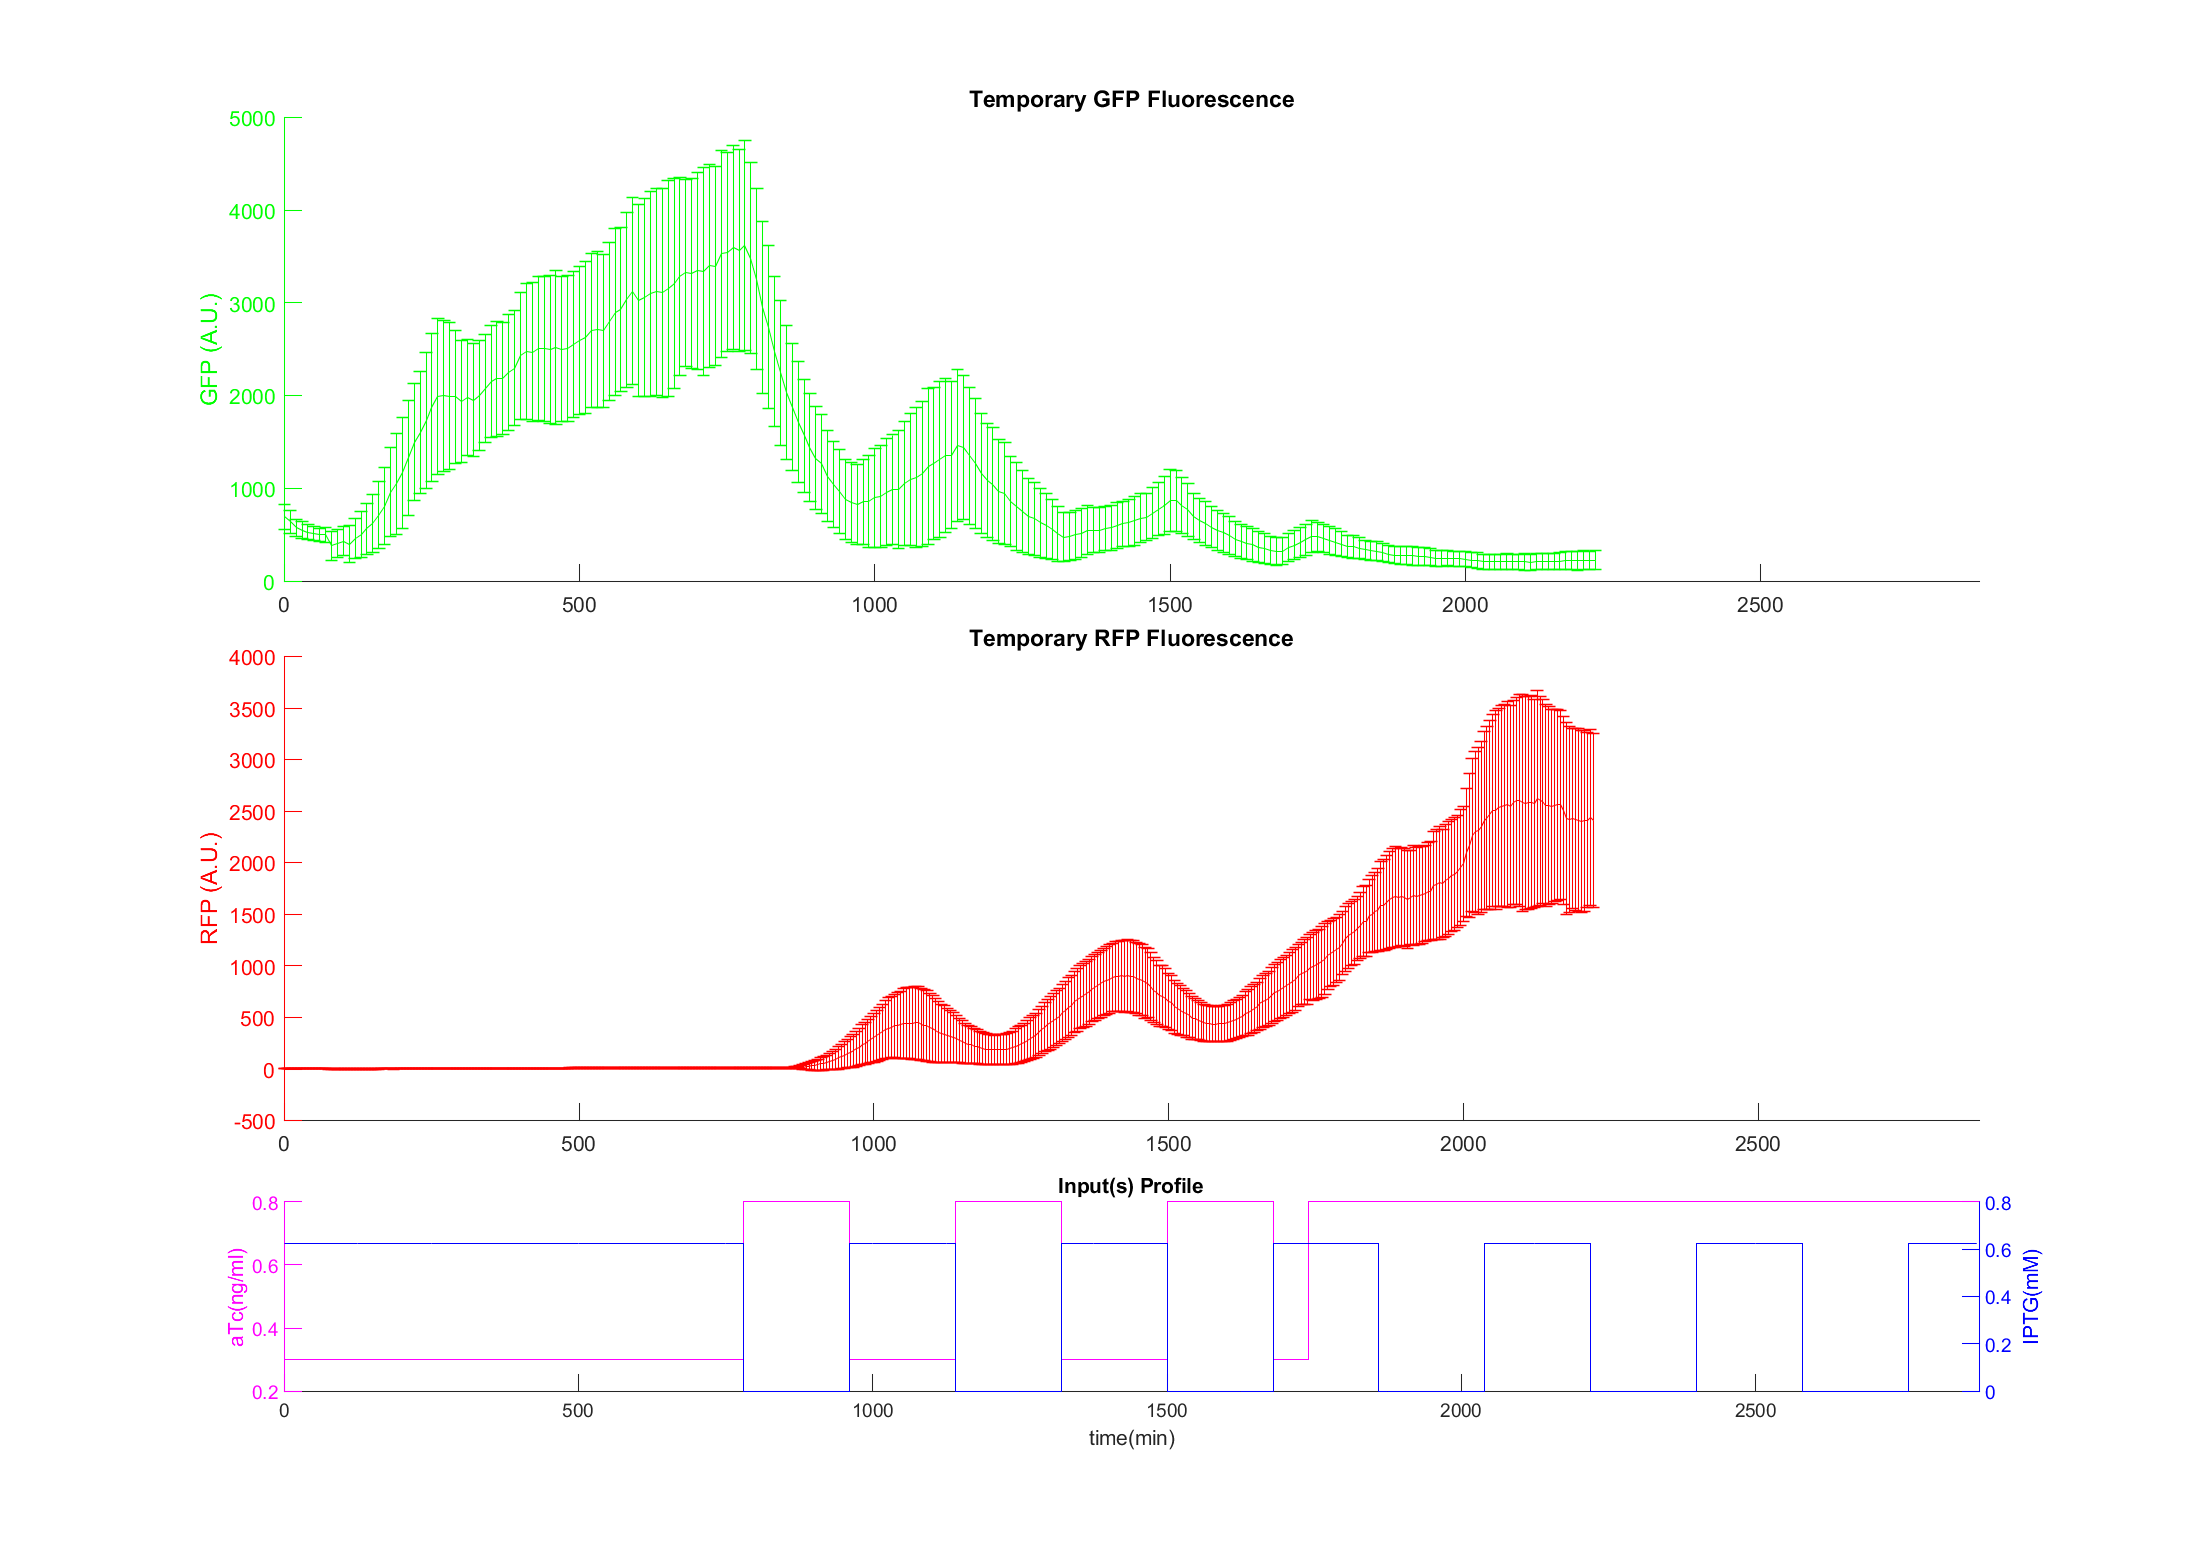 Temporary GFP Fluorescence
GFP (A.U.)
5000
4000
3000
2000
1000
0
0 500 1000 1500 2000 2500
Temporary RFP Fluorescence
RFP (A.U.)
4000
3500
3000
2500
2000
1500
1000
500
0
-500
0 500 1000 1500 2000 2500
Input(s) Profile
aTc(ng/ml)
0.8
0.6
0.4
0.2
IPTG(mM)
0.8
0.6
0.4
0.2
0
0 500 1000 1500 2000 2500
time(min)